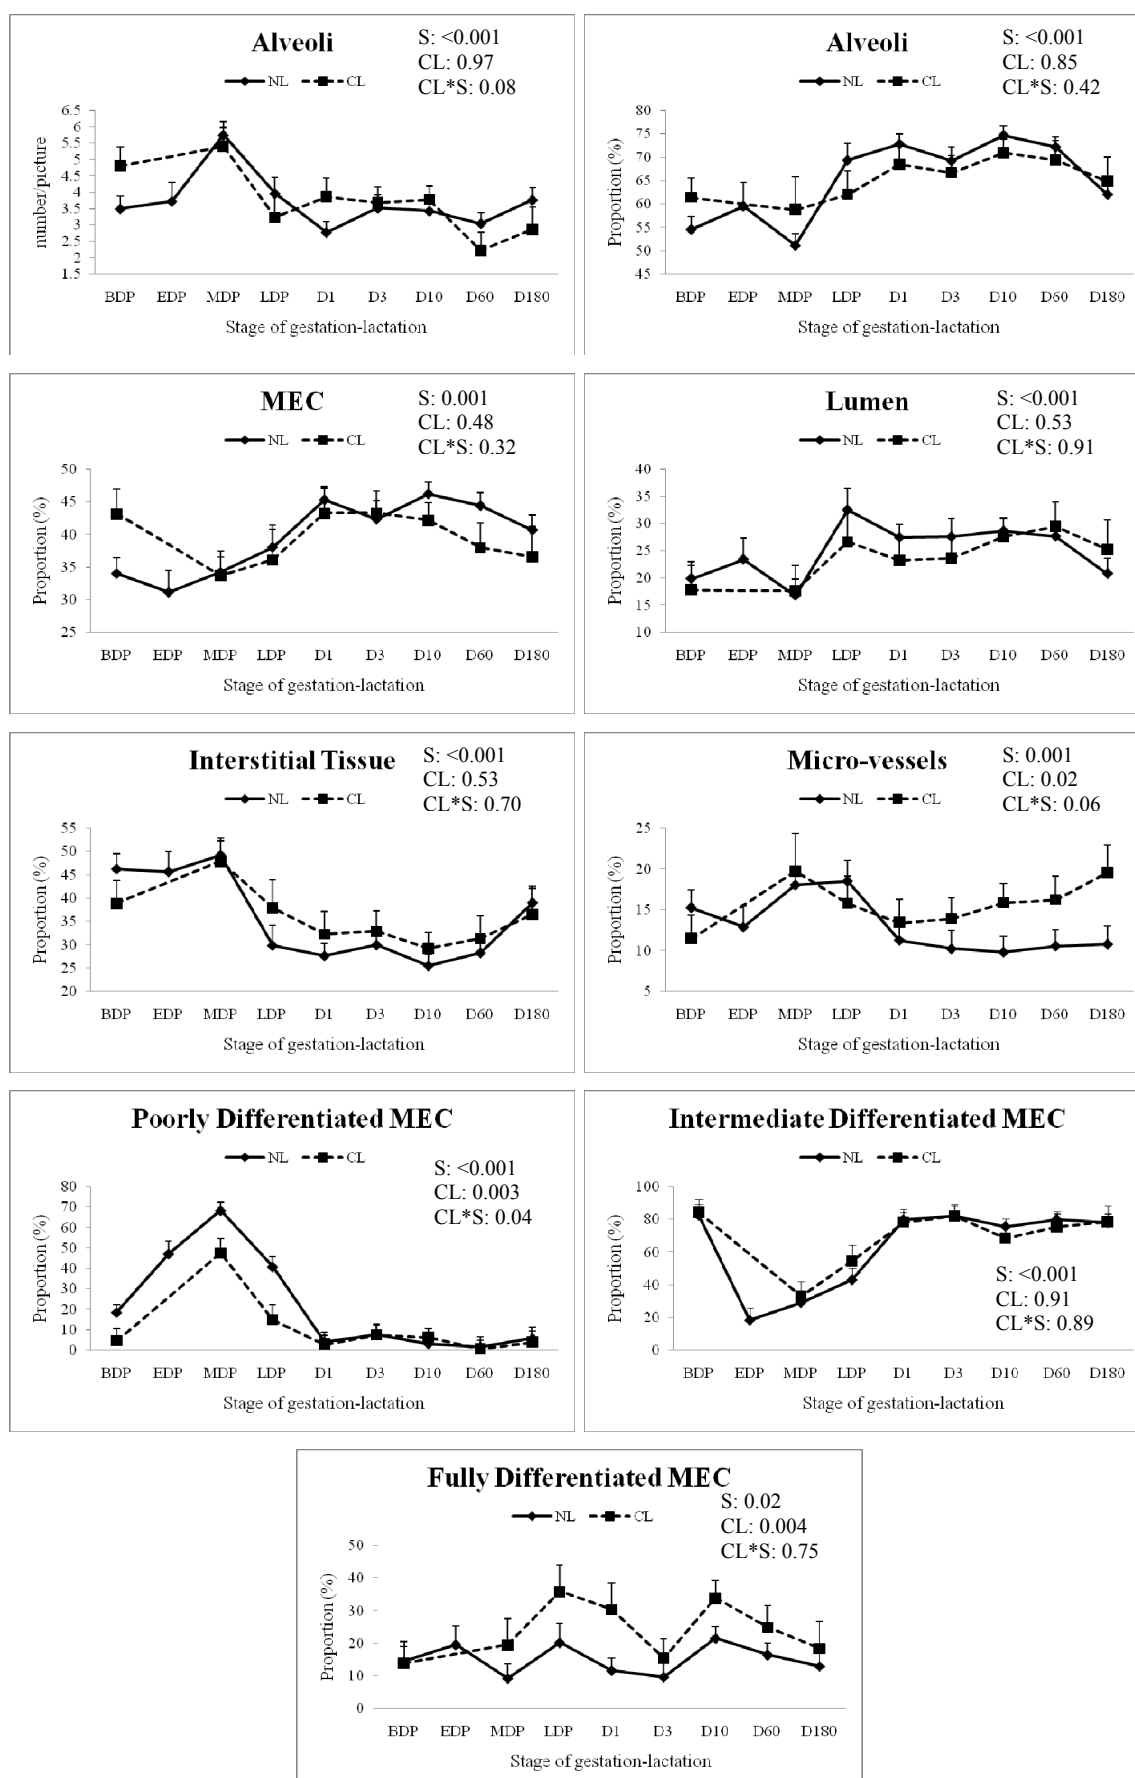 Alveoli
S: <0.001
CL: 0.97
CL*S: 0.08
NL CL
number/picture
6.5
6
5.5
5
4.5
4
3.5
3
2.5
2
1.5
BDP EDP MDP LDP D1 D3 D10 D60 D180
Stage of gestation-lactation
Alveoli
S: <0.001
CL: 0.85
CL*S: 0.42
NL CL
Proportion (%)
80
75
70
65
60
55
50
45
BDP EDP MDP LDP D1 D3 D10 D60 D180
Stage of gestation-lactation
MEC
S: 0.001
CL: 0.48
CL*S: 0.32
NL CL
Proportion (%)
50
45
40
35
30
25
BDP EDP MDP LDP D1 D3 D10 D60 D180
Stage of gestation-lactation
Lumen
S: <0.001
CL: 0.53
CL*S: 0.91
NL CL
Proportion (%)
40
35
30
25
20
15
10
BDP EDP MDP LDP D1 D3 D10 D60 D180
Stage of gestation-lactation
Interstitial Tissue
S: <0.001
CL: 0.53
CL*S: 0.70
NL CL
Proportion (%)
55
50
45
40
35
30
25
20
BDP EDP MDP LDP D1 D3 D10 D60 D180
Stage of gestation-lactation
Micro-vessels
S: 0.001
CL: 0.02
CL*S: 0.06
NL CL
Proportion (%)
25
20
15
10
5
BDP EDP MDP LDP D1 D3 D10 D60 D180
Stage of gestation-lactation
Poorly Differentiated MEC
NL CL
S: <0.001
CL: 0.003
CL*S: 0.04
Proportion (%)
80
70
60
50
40
30
20
10
0
BDP EDP MDP LDP D1 D3 D10 D60 D180
Stage of gestation-lactation
Intermediate Differentiated MEC
NL CL
Proportion (%)
100
80
60
40
20
0
S: <0.001
CL: 0.91
CL*S: 0.89
BDP EDP MDP LDP D1 D3 D10 D60 D180
Stage of gestation-lactation
Fully Differentiated MEC
S: 0.02
CL: 0.004
CL*S: 0.75
NL CL
Proportion (%)
50
40
30
20
10
0
BDP EDP MDP LDP D1 D3 D10 D60 D180
Stage of gestation-lactation